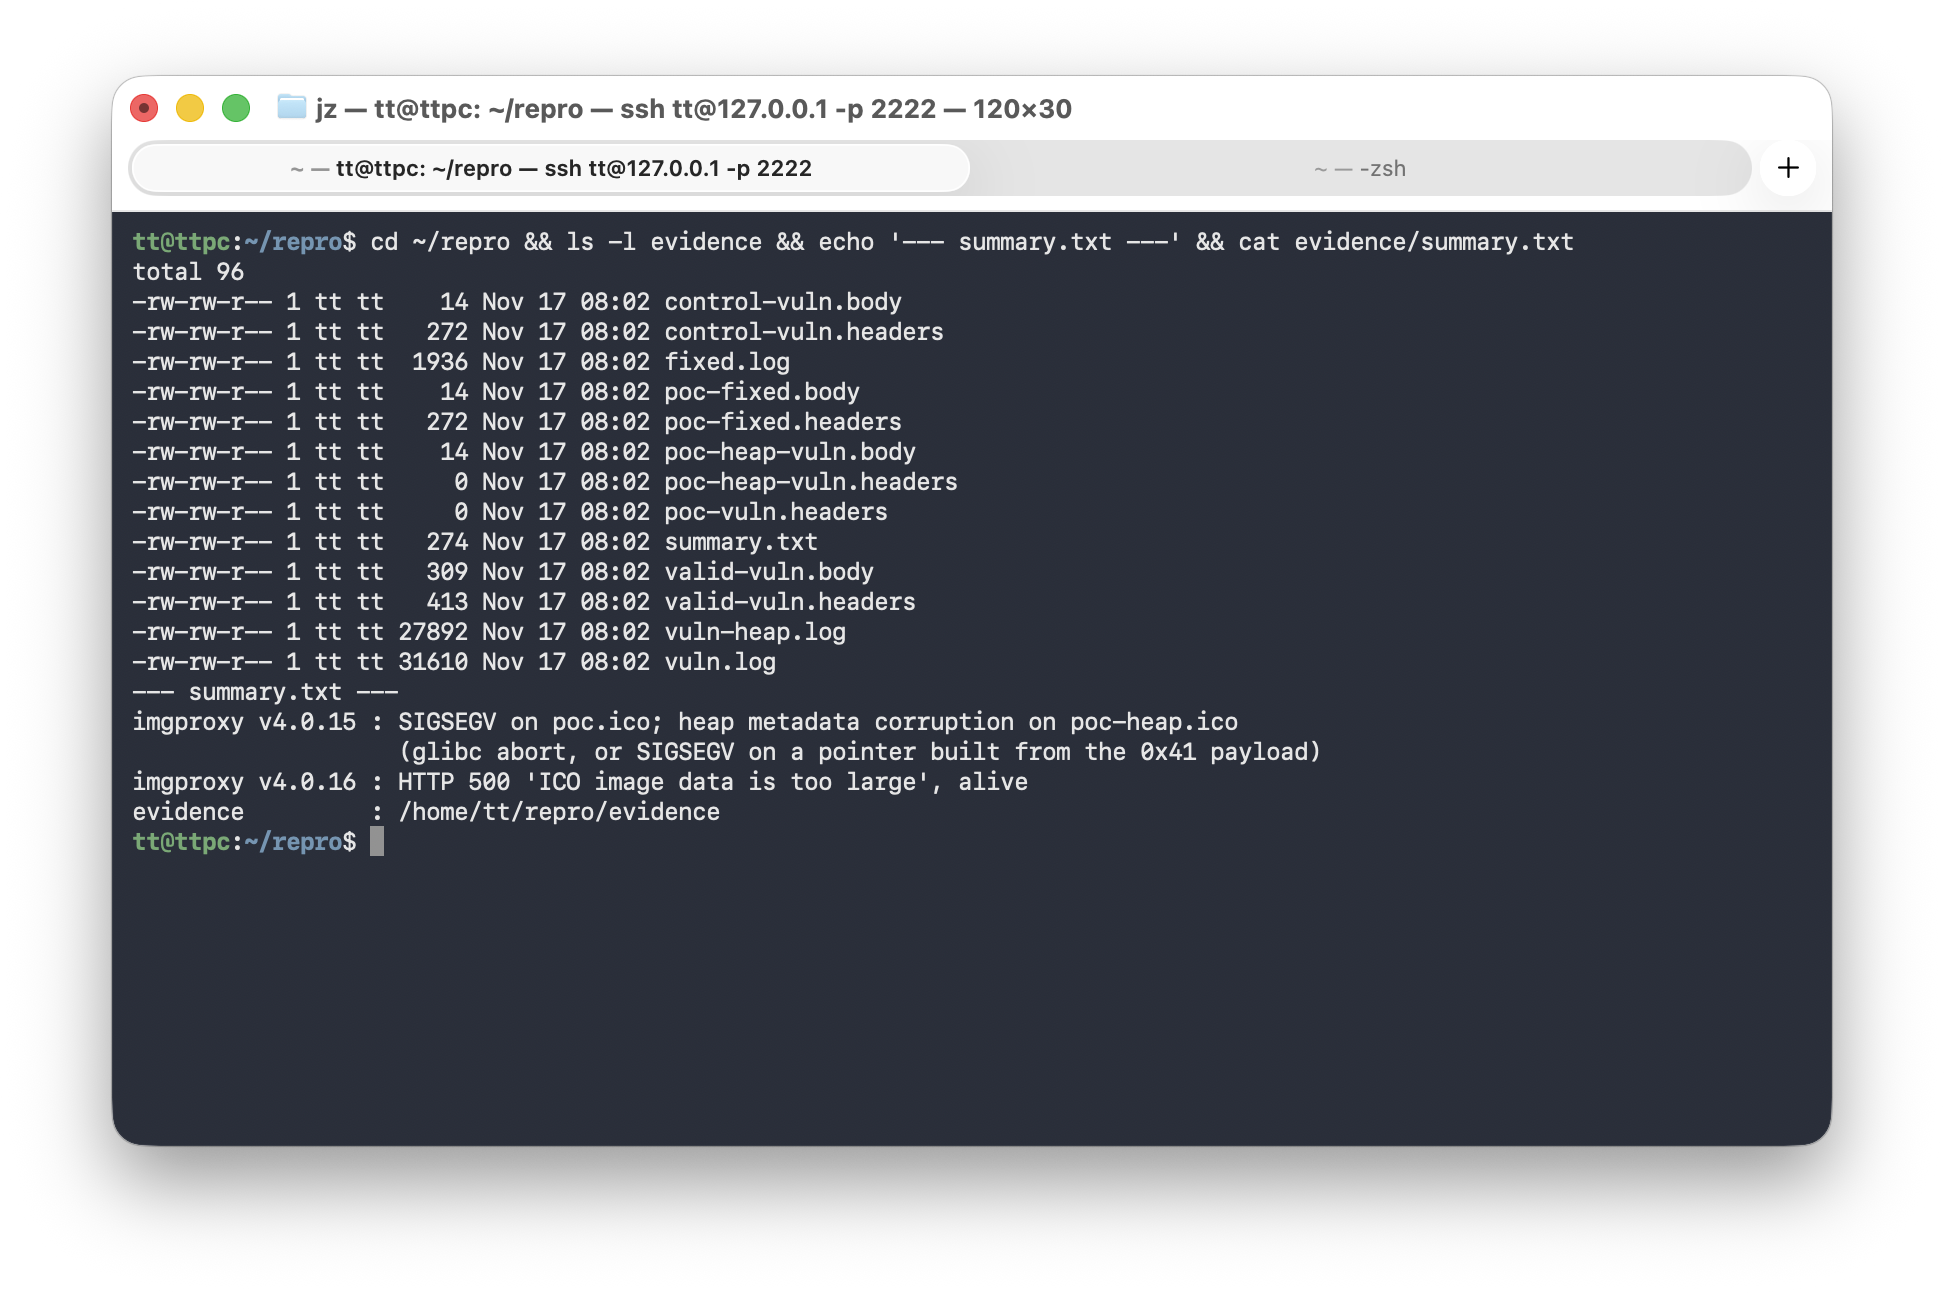 jz — tt@ttpc: ~/repro — ssh tt@127.0.0.1 -p 2222 — 120×30
~ — tt@ttpc: ~/repro — ssh tt@127.0.0.1 -p 2222
~ — -zsh
+
tt@ttpc:~/repro$ cd ~/repro && ls -l evidence && echo '--- summary.txt ---' && cat evidence/summary.txt
total 96
-rw-rw-r-- 1 tt tt    14 Nov 17 08:02 control-vuln.body
-rw-rw-r-- 1 tt tt   272 Nov 17 08:02 control-vuln.headers
-rw-rw-r-- 1 tt tt  1936 Nov 17 08:02 fixed.log
-rw-rw-r-- 1 tt tt    14 Nov 17 08:02 poc-fixed.body
-rw-rw-r-- 1 tt tt   272 Nov 17 08:02 poc-fixed.headers
-rw-rw-r-- 1 tt tt    14 Nov 17 08:02 poc-heap-vuln.body
-rw-rw-r-- 1 tt tt     0 Nov 17 08:02 poc-heap-vuln.headers
-rw-rw-r-- 1 tt tt     0 Nov 17 08:02 poc-vuln.headers
-rw-rw-r-- 1 tt tt   274 Nov 17 08:02 summary.txt
-rw-rw-r-- 1 tt tt   309 Nov 17 08:02 valid-vuln.body
-rw-rw-r-- 1 tt tt   413 Nov 17 08:02 valid-vuln.headers
-rw-rw-r-- 1 tt tt 27892 Nov 17 08:02 vuln-heap.log
-rw-rw-r-- 1 tt tt 31610 Nov 17 08:02 vuln.log
--- summary.txt ---
imgproxy v4.0.15 : SIGSEGV on poc.ico; heap metadata corruption on poc-heap.ico
                   (glibc abort, or SIGSEGV on a pointer built from the 0x41 payload)
imgproxy v4.0.16 : HTTP 500 'ICO image data is too large', alive
evidence         : /home/tt/repro/evidence
tt@ttpc:~/repro$